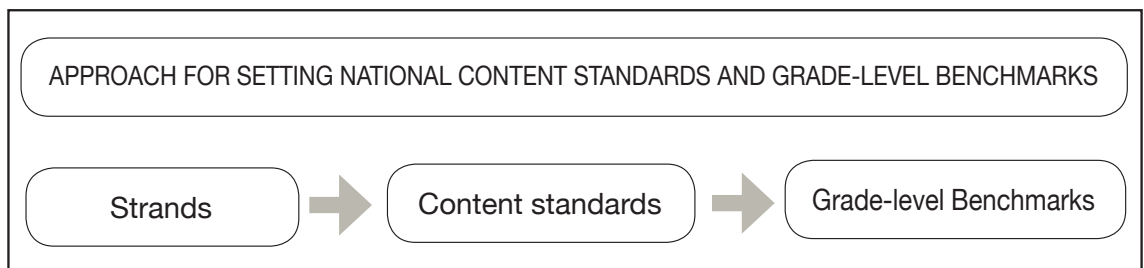 APPROACH FOR SETTING NATIONAL CONTENT STANDARDS AND GRADE-LEVEL BENCHMARKS
Strands
Content standards
Grade-level Benchmarks